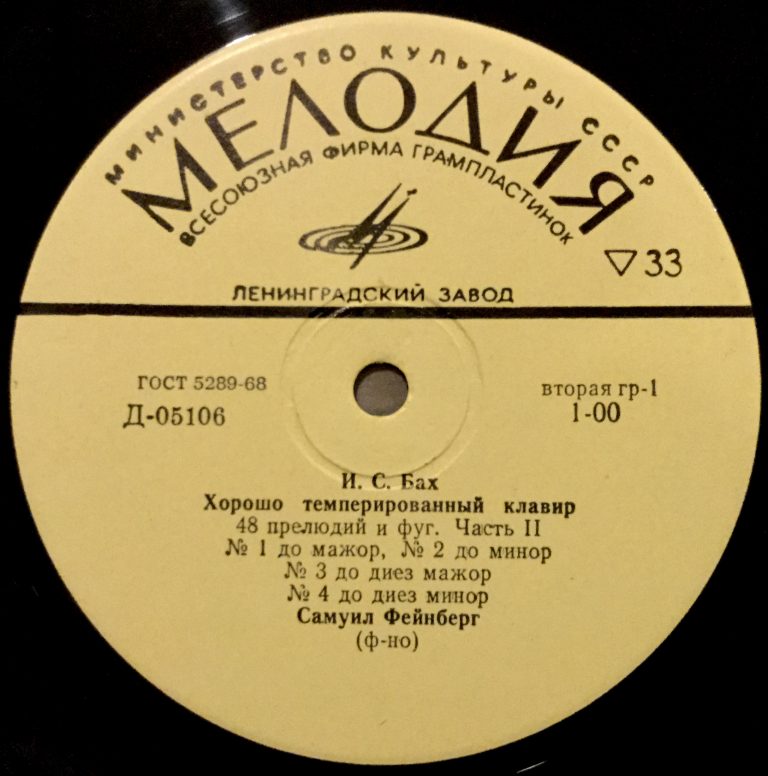 МИНИСТЕРСТВО КУЛЬТУРЫ СССР
МЕЛОДИЯ
ВСЕСОЮЗНАЯ ФИРМА ГРАМПЛАСТИНОК
▽ 33
ЛЕНИНГРАДСКИЙ ЗАВОД
ГОСТ 5289-68
Д-05106
вторая гр-1
1-00
И. С. Бах
Хорошо темперированный клавир
48 прелюдий и фуг. Часть II
№ 1 до мажор, № 2 до минор
№ 3 до диез мажор
№ 4 до диез минор
Самуил Фейнберг
(ф-но)